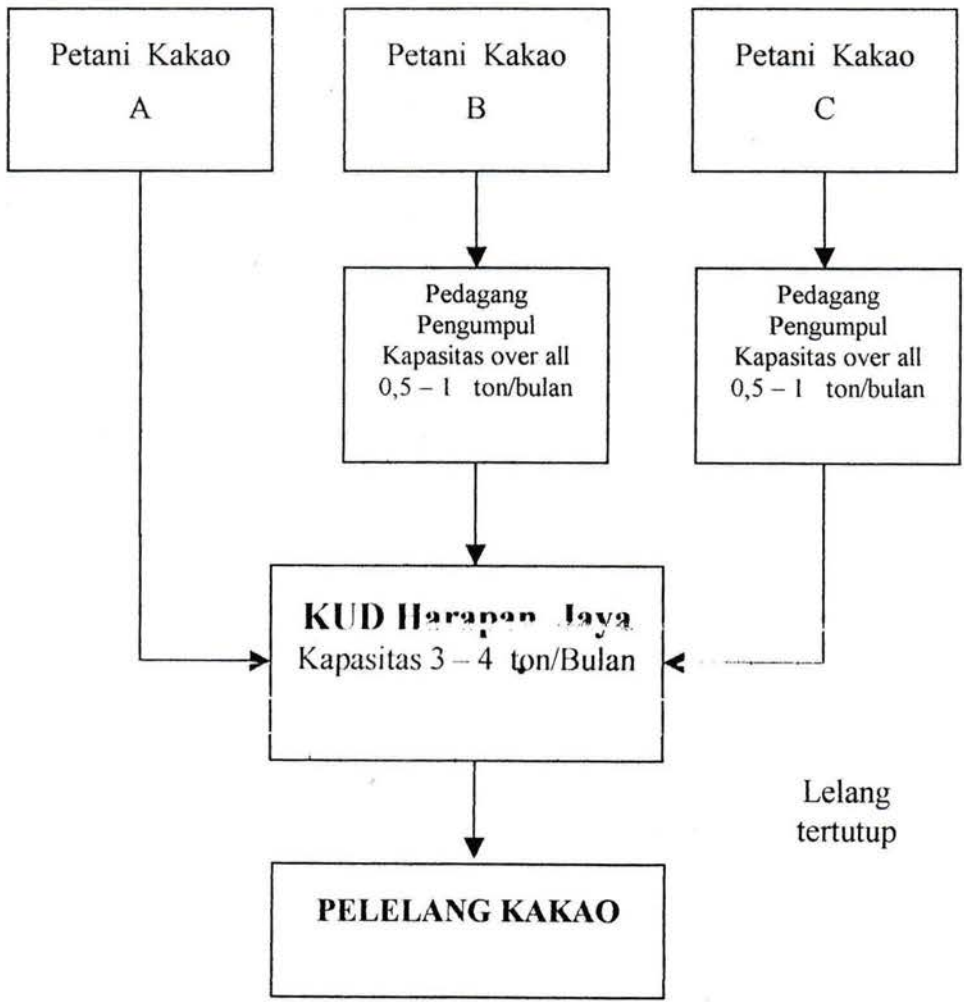 Petani Kakao
A
Petani Kakao
B
Petani Kakao
C
Pedagang
Pengumpul
Kapasitas over all
0,5 – 1 ton/bulan
Pedagang
Pengumpul
Kapasitas over all
0,5 – 1 ton/bulan
KUD Harapan Jaya
Kapasitas 3 – 4 ton/Bulan
Lelang
tertutup
PELELANG KAKAO